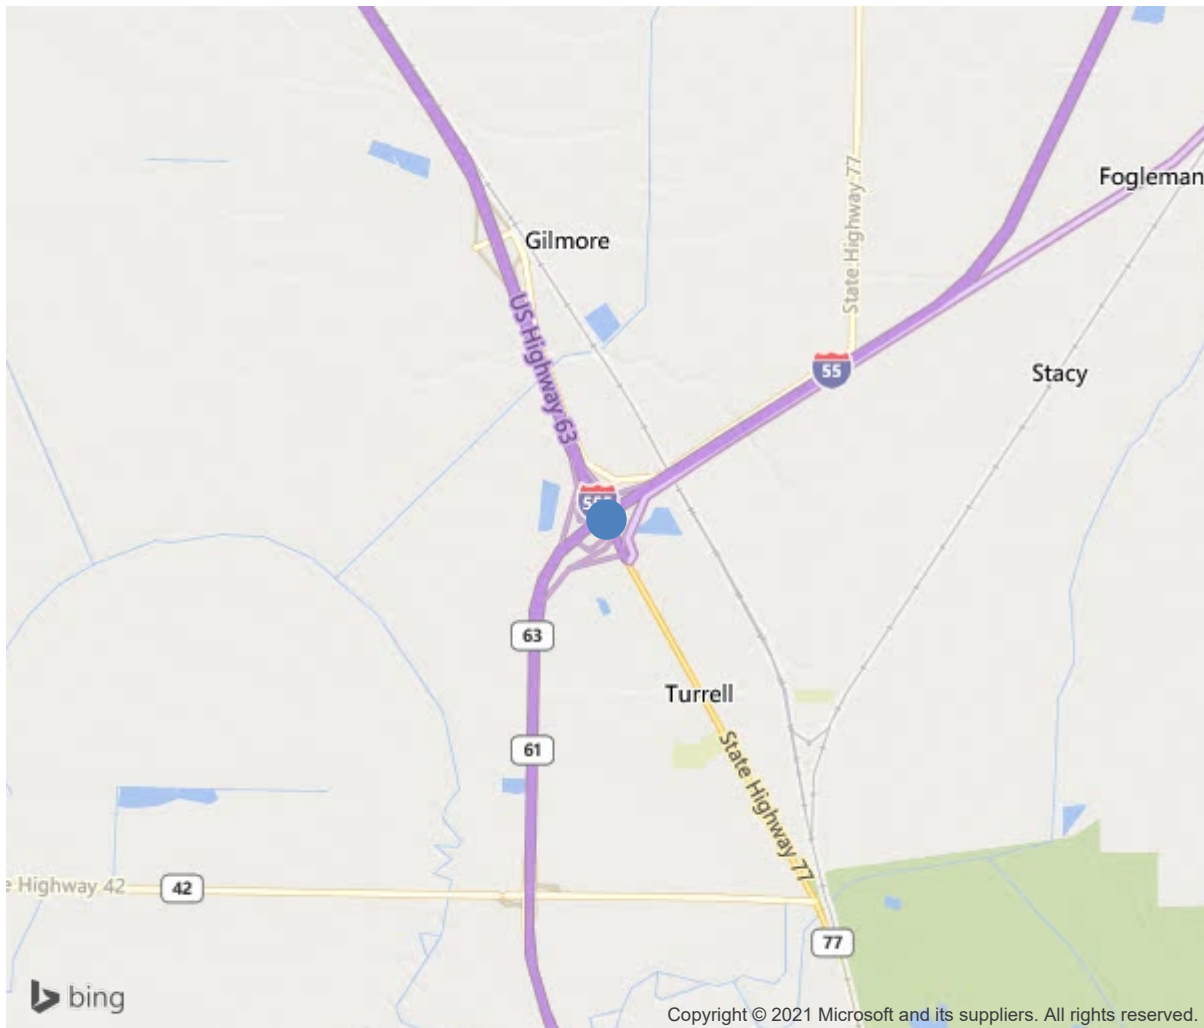 Fogleman
State Highway 77
Gilmore
US Highway 63
55
Stacy
63
Turrell
61
State Highway 77
Highway 42
42
77
bing
Copyright © 2021 Microsoft and its suppliers. All rights reserved.